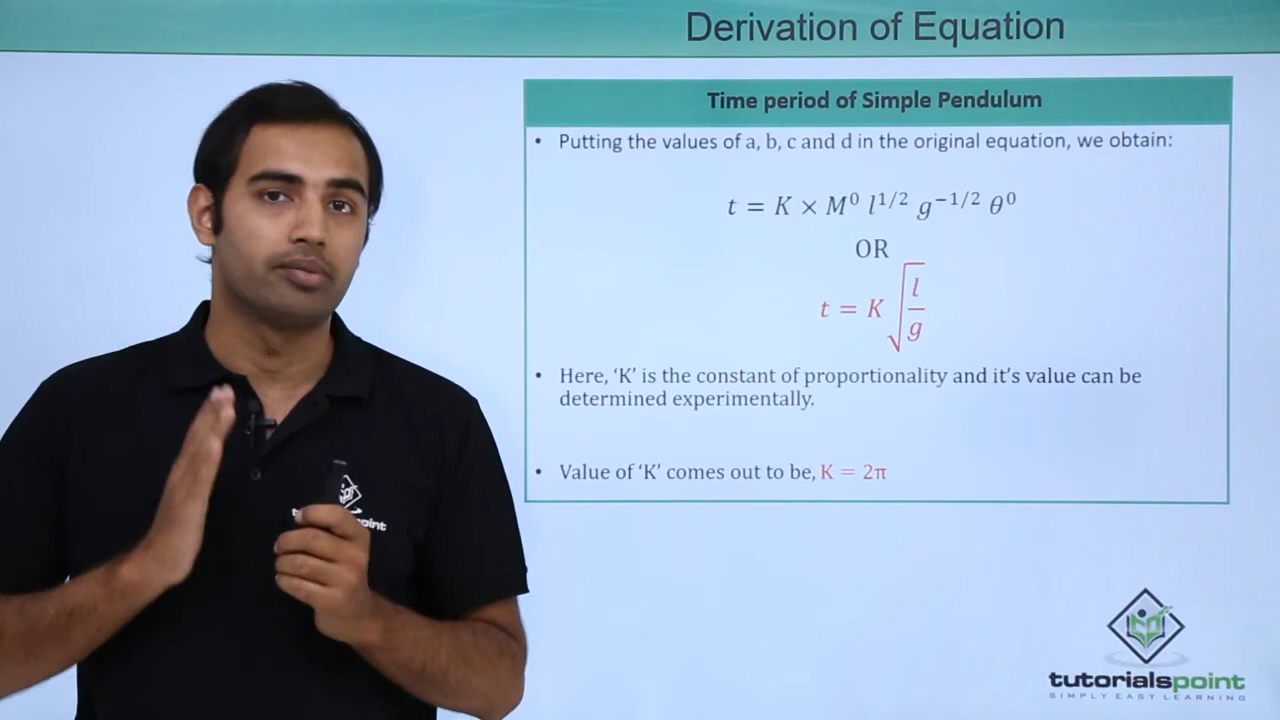 Derivation of Equation
Time period of Simple Pendulum
• Putting the values of a, b, c and d in the original equation, we obtain:
t = K × M⁰ l¹/² g⁻¹/² θ⁰
OR
t = K √(l/g)
• Here, ‘K’ is the constant of proportionality and it’s value can be
determined experimentally.
• Value of ‘K’ comes out to be, K = 2π
tutorialspoint
SIMPLY EASY LEARNING